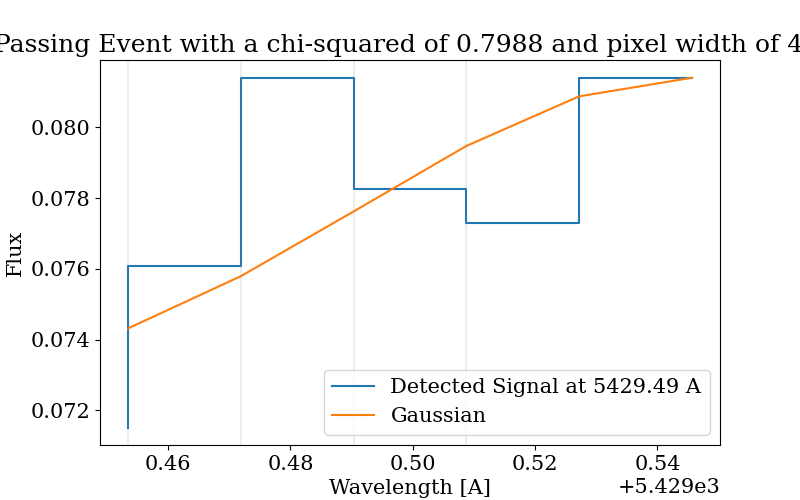 Passing Event with a chi-squared of 0.7988 and pixel width of 4
Flux
0.080
0.078
0.076
0.074
0.072
Detected Signal at 5429.49 A
Gaussian
0.46 0.48 0.50 0.52 0.54
Wavelength [A]
+5.429e3